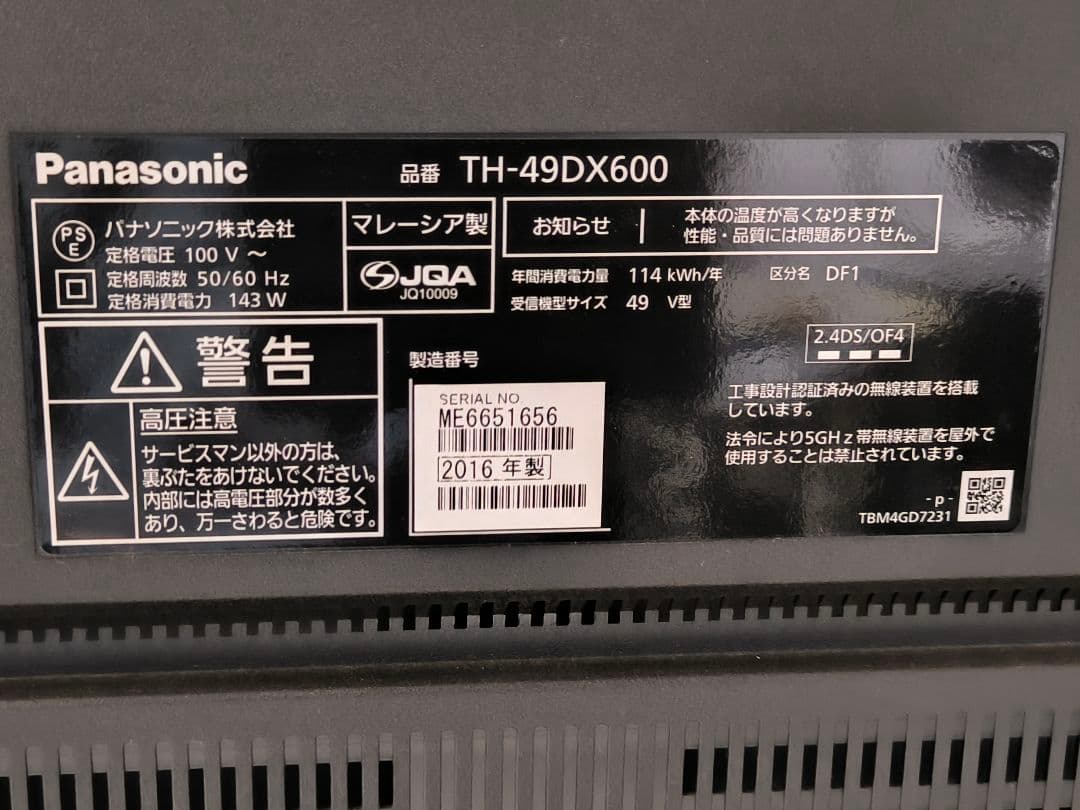 Panasonic
品番 TH-49DX600
PS
E
パナソニック株式会社
定格電圧 100 V ～
定格周波数 50/60 Hz
定格消費電力 143 W
マレーシア製
JQA
JQ10009
お知らせ
本体の温度が高くなりますが
性能・品質には問題ありません。
年間消費電力量 114 kWh/年 区分名 DF1
受信機型サイズ 49 V型
2.4DS/OF4
警告
高圧注意
サービスマン以外の方は、
裏ぶたをあけないでください。
内部には高電圧部分が数多く
あり、万一さわると危険です。
製造番号
SERIAL NO.
ME6651656
2016 年製
工事設計認証済みの無線装置を搭載
しています。
法令により5GHz帯無線装置を屋外で
使用することは禁止されています。
- p -
TBM4GD7231